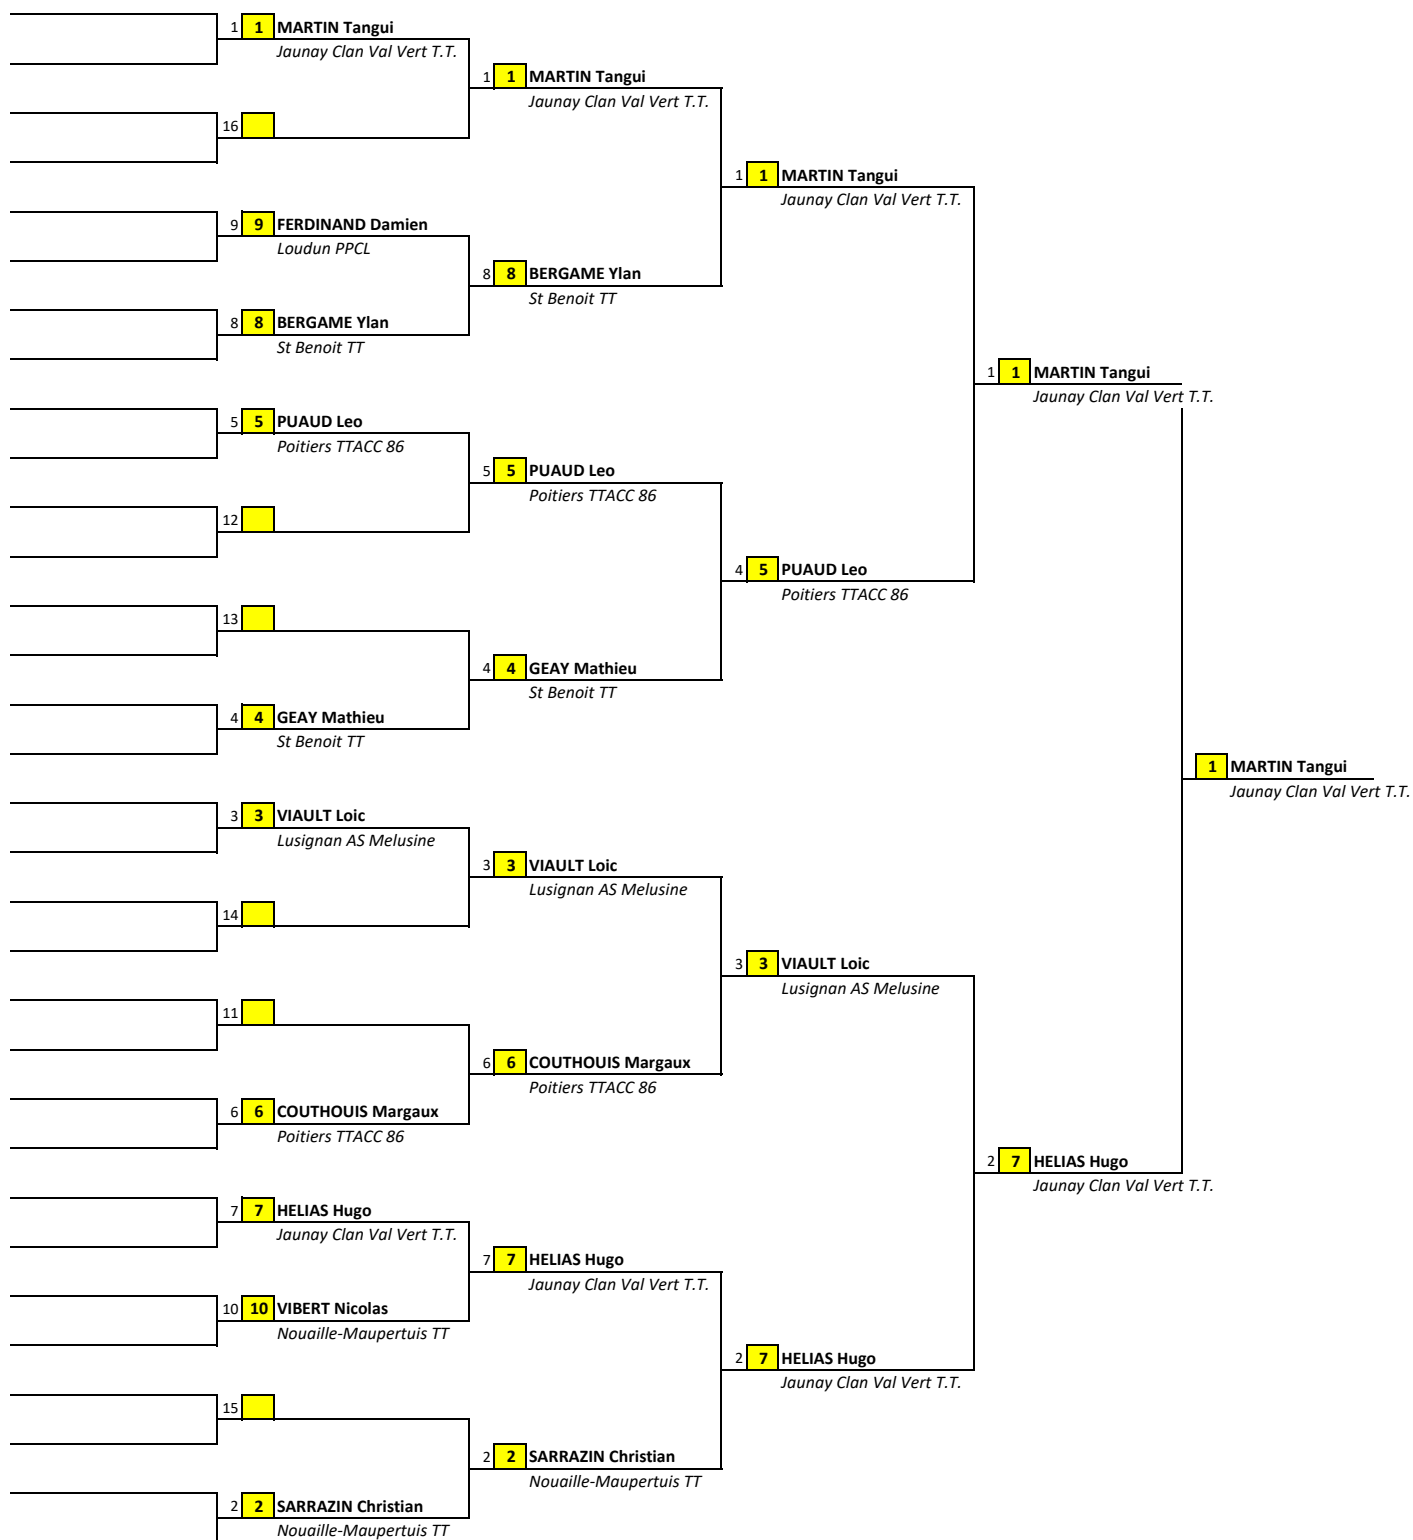 1 1 MARTIN Tangui
Jaunay Clan Val Vert T.T.
1 1 MARTIN Tangui
Jaunay Clan Val Vert T.T.
16
1 1 MARTIN Tangui
Jaunay Clan Val Vert T.T.
9 9 FERDINAND Damien
Loudun PPCL
8 8 BERGAME Ylan
St Benoit TT
8 8 BERGAME Ylan
St Benoit TT
1 1 MARTIN Tangui
Jaunay Clan Val Vert T.T.
5 5 PUAUD Leo
Poitiers TTACC 86
5 5 PUAUD Leo
Poitiers TTACC 86
12
4 5 PUAUD Leo
Poitiers TTACC 86
13
4 4 GEAY Mathieu
St Benoit TT
4 4 GEAY Mathieu
St Benoit TT
1 MARTIN Tangui
Jaunay Clan Val Vert T.T.
3 3 VIAULT Loic
Lusignan AS Melusine
3 3 VIAULT Loic
Lusignan AS Melusine
14
3 3 VIAULT Loic
Lusignan AS Melusine
11
6 6 COUTHOUIS Margaux
Poitiers TTACC 86
6 6 COUTHOUIS Margaux
Poitiers TTACC 86
2 7 HELIAS Hugo
Jaunay Clan Val Vert T.T.
7 7 HELIAS Hugo
Jaunay Clan Val Vert T.T.
7 7 HELIAS Hugo
Jaunay Clan Val Vert T.T.
10 10 VIBERT Nicolas
Nouaille-Maupertuis TT
2 7 HELIAS Hugo
Jaunay Clan Val Vert T.T.
15
2 2 SARRAZIN Christian
Nouaille-Maupertuis TT
2 2 SARRAZIN Christian
Nouaille-Maupertuis TT